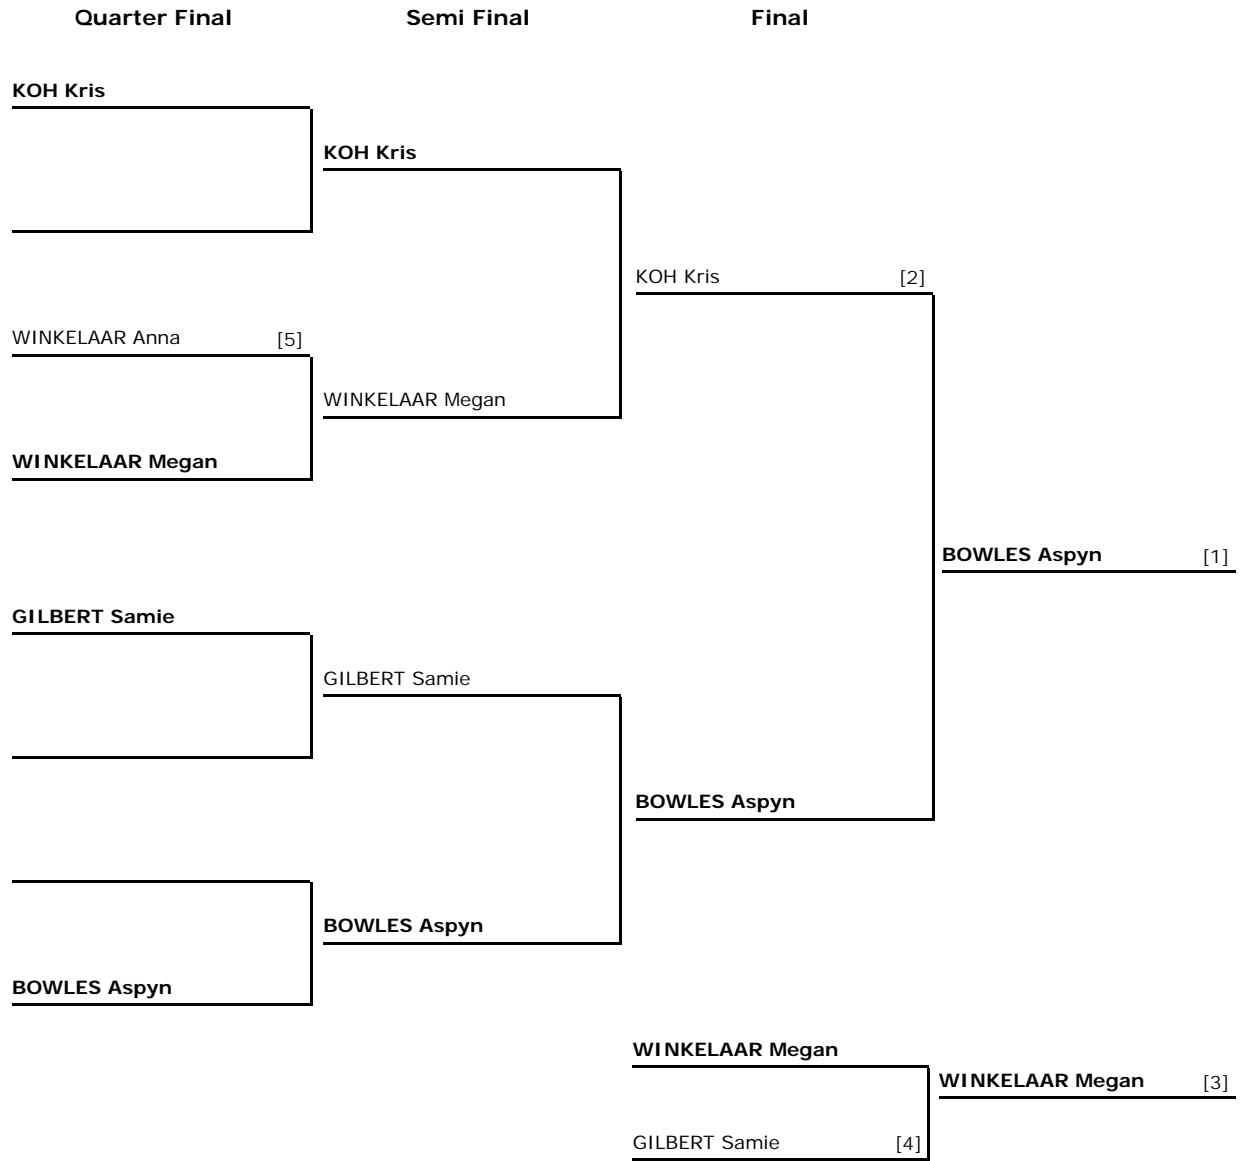 Quarter Final Semi Final Final
KOH Kris
KOH Kris
KOH Kris [2]
WINKELAAR Anna [5]
WINKELAAR Megan
WINKELAAR Megan
BOWLES Aspyn [1]
GILBERT Samie
GILBERT Samie
BOWLES Aspyn
BOWLES Aspyn
BOWLES Aspyn
WINKELAAR Megan
WINKELAAR Megan [3]
GILBERT Samie [4]